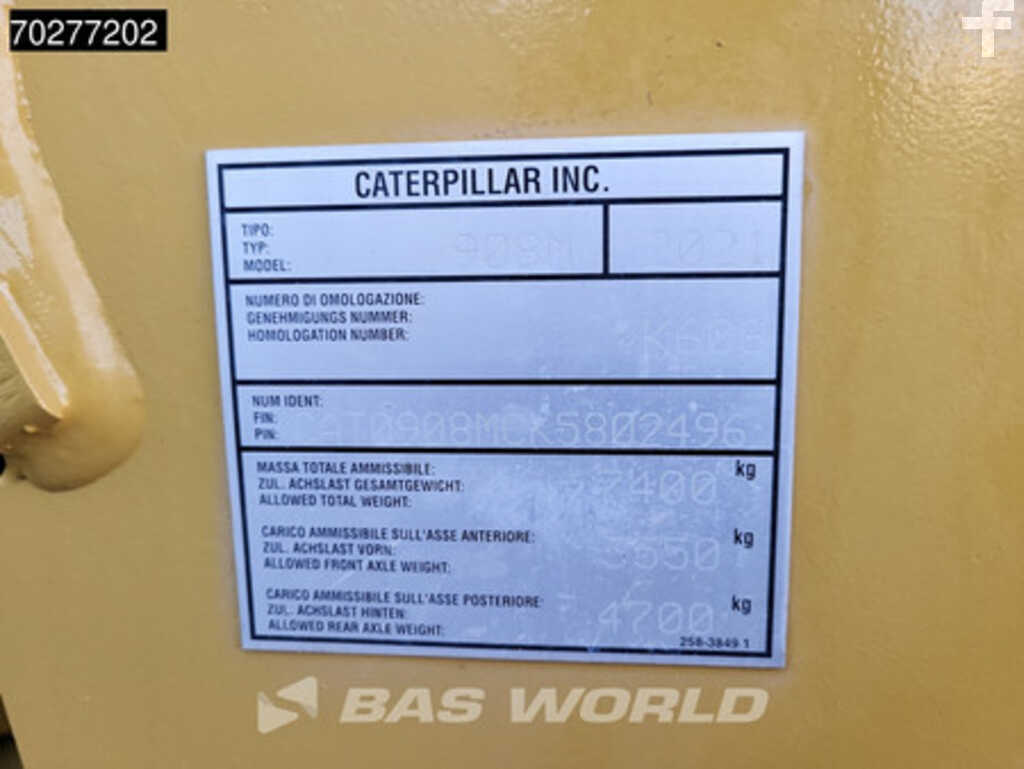 70277202
f
CATERPILLAR INC.
TIPO:
TYP:
MODEL:
908M
2021
NUMERO DI OMOLOGAZIONE:
GENEHMIGUNGS NUMMER:
HOMOLOGATION NUMBER:
NUM IDENT:
FIN:
PIN:
CAT0908MCK5802496
MASSA TOTALE AMMISSIBILE:
ZUL. ACHSLAST GESAMTGEWICHT:
ALLOWED TOTAL WEIGHT:
7400 kg
CARICO AMMISSIBILE SULL'ASSE ANTERIORE:
ZUL. ACHSLAST VORN:
ALLOWED FRONT AXLE WEIGHT:
kg
CARICO AMMISSIBILE SULL'ASSE POSTERIORE:
ZUL. ACHSLAST HINTEN:
ALLOWED REAR AXLE WEIGHT:
4700 kg
258-3849 1
BAS WORLD